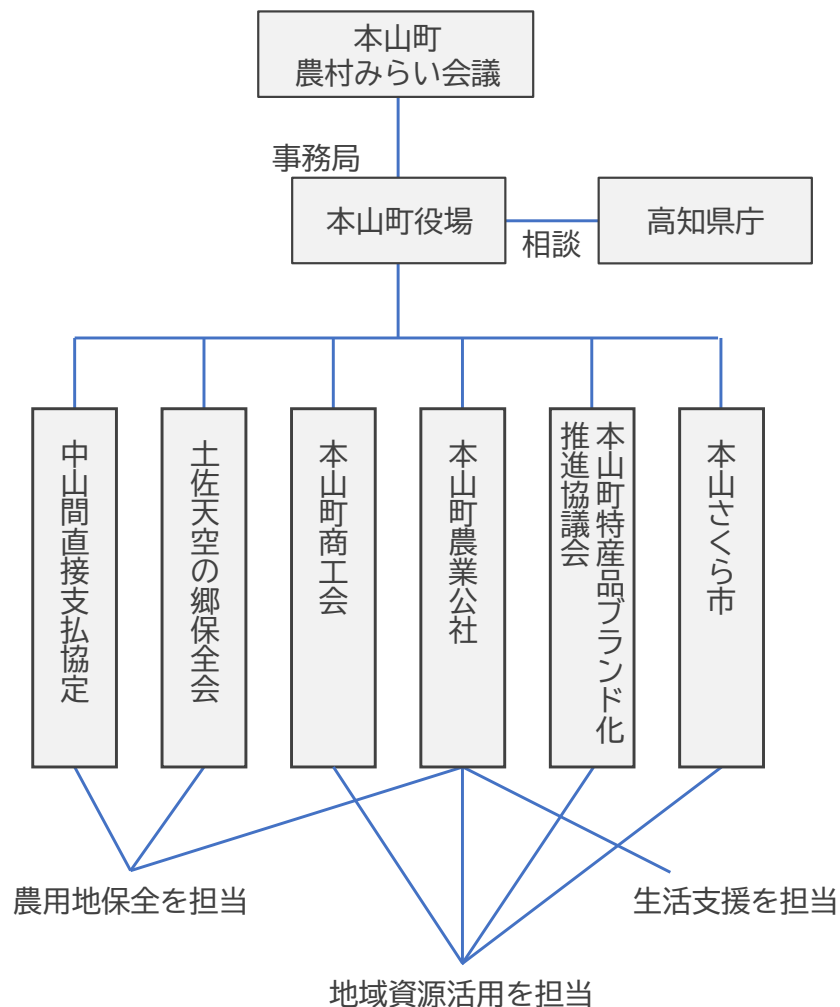 本山町
農村みらい会議
事務局
本山町役場
相談
高知県庁
中山間直接支払協定
土佐天空の郷保全会
本山町商工会
本山町農業公社
本山町特産品ブランド化
推進協議会
本山さくら市
農用地保全を担当
生活支援を担当
地域資源活用を担当